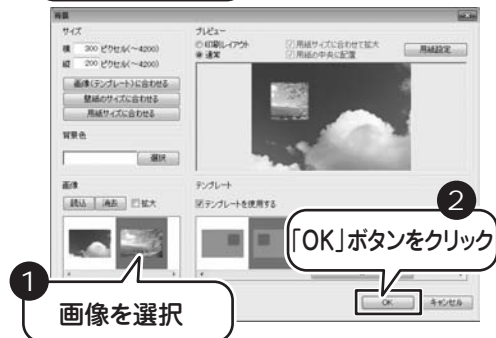 背景
サイズ
横 300 ピクセル(～4200)
縦 200 ピクセル(～4200)
画像(テンプレート)に合わせる
壁紙のサイズに合わせる
用紙サイズに合わせる
背景色
選択
プレビュー
印刷レイアウト
通常
用紙サイズに合わせて拡大
用紙の中央に配置
用紙設定
画像
読込 消去 拡大
テンプレート
テンプレートを使用する
2
「OK」ボタンをクリック
1
画像を選択
OK キャンセル